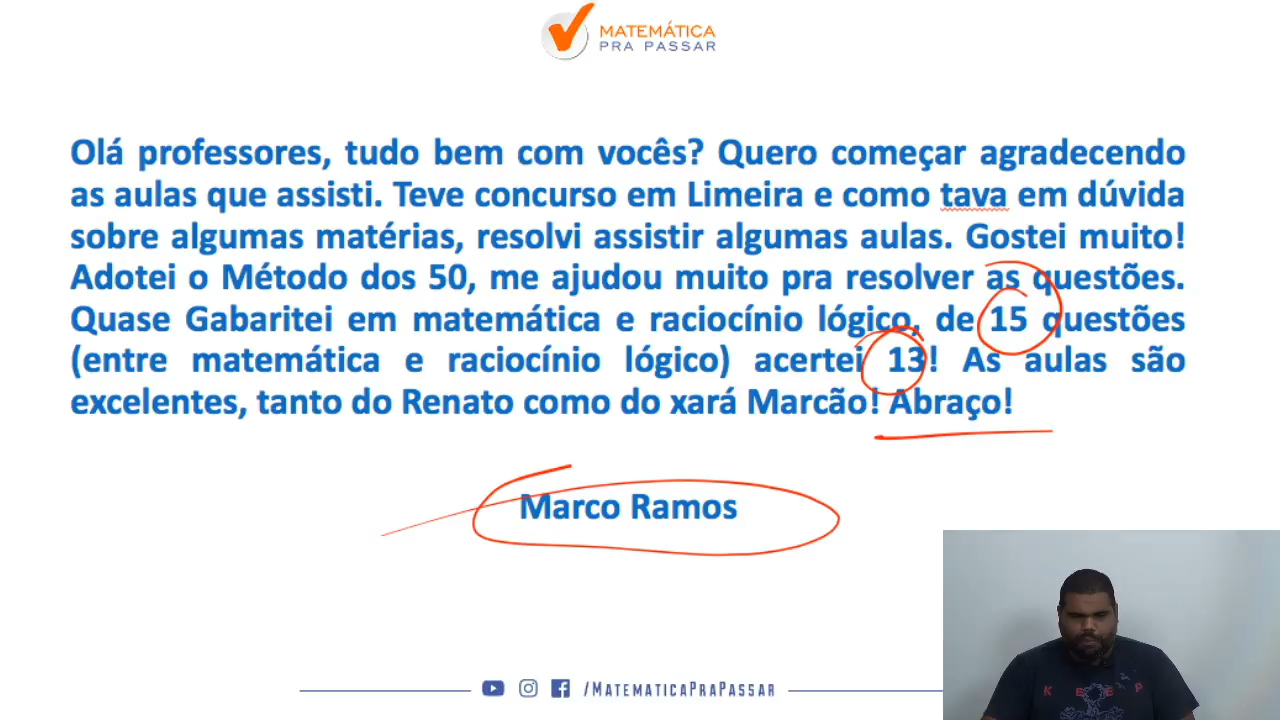 MATEMÁTICA
PRA PASSAR
Olá professores, tudo bem com vocês? Quero começar agradecendo
as aulas que assisti. Teve concurso em Limeira e como tava em dúvida
sobre algumas matérias, resolvi assistir algumas aulas. Gostei muito!
Adotei o Método dos 50, me ajudou muito pra resolver as questões.
Quase Gabaritei em matemática e raciocínio lógico, de 15 questões
(entre matemática e raciocínio lógico) acertei 13! As aulas são
excelentes, tanto do Renato como do xará Marcão! Abraço!
Marco Ramos
/MATEMATICAPRAPASSAR
KEEP